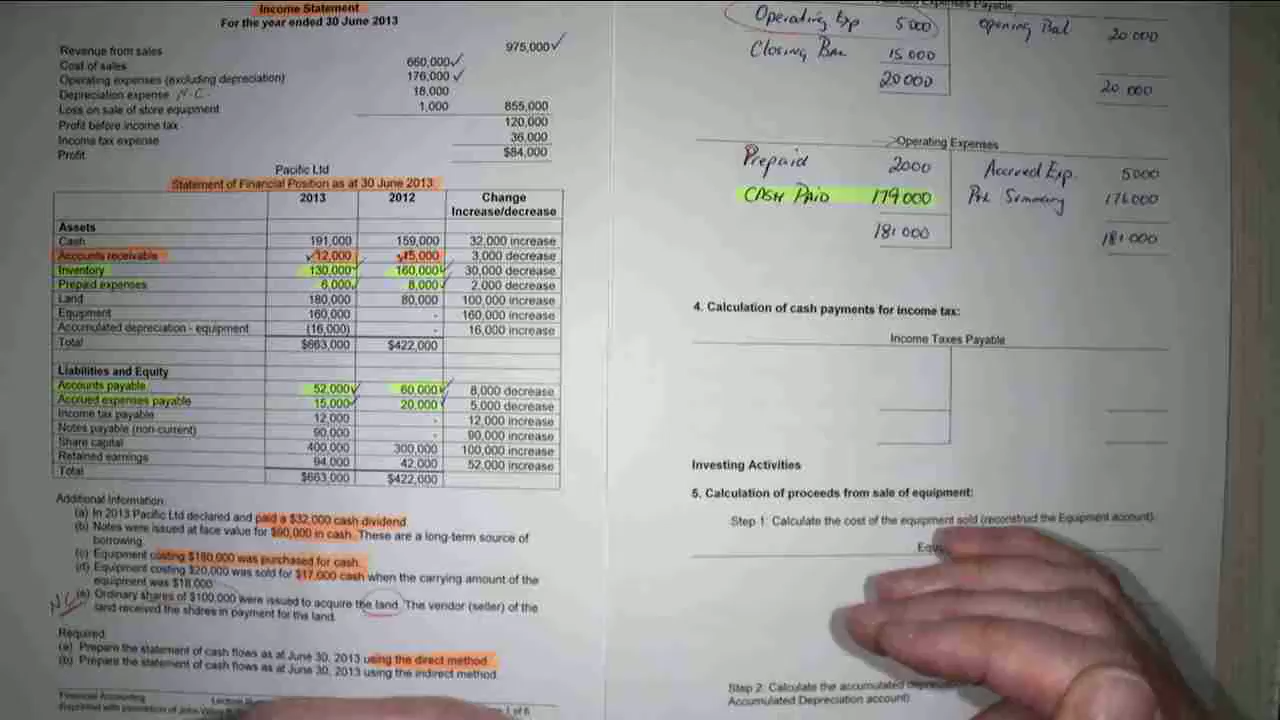 Income Statement
For the year ended 30 June 2013
Revenue from sales 975,000✓
Cost of sales 660,000✓
Operating expenses (excluding depreciation) 176,000✓
Depreciation expense N.C. 18,000
Loss on sale of store equipment 1,000 855,000
Profit before income tax 120,000
Income tax expense 36,000
Profit $84,000
Pacific Ltd
Statement of Financial Position as at 30 June 2013
2013 2012 Change
Increase/decrease
Assets
Cash 191,000 159,000 32,000 increase
Accounts receivable ✓12,000 ✓15,000 3,000 decrease
Inventory 130,000✓ 160,000✓ 30,000 decrease
Prepaid expenses 6,000✓ 8,000✓ 2,000 decrease
Land 180,000 80,000 100,000 increase
Equipment 160,000 - 160,000 increase
Accumulated depreciation - equipment (16,000) - 16,000 increase
Total $663,000 $422,000
Liabilities and Equity
Accounts payable 52,000✓ 60,000✓ 8,000 decrease
Accrued expenses payable 15,000✓ 20,000✓ 5,000 decrease
Income tax payable 12,000 - 12,000 increase
Notes payable (non-current) 90,000 - 90,000 increase
Share capital 400,000 300,000 100,000 increase
Retained earnings 94,000 42,000 52,000 increase
Total $663,000 $422,000
Additional Information
(a) In 2013 Pacific Ltd declared and paid a $32,000 cash dividend.
(b) Notes were issued at face value for $90,000 in cash. These are a long-term source of
borrowing.
(c) Equipment costing $180,000 was purchased for cash.
(d) Equipment costing $20,000 was sold for $17,000 cash when the carrying amount of the
equipment was $18,000
NC (e) Ordinary shares of $100,000 were issued to acquire the land. The vendor (seller) of the
land received the shares in payment for the land.
Required:
(a) Prepare the statement of cash flows as at June 30, 2013 using the direct method.
(b) Prepare the statement of cash flows as at June 30, 2013 using the indirect method.
Financial Accounting
Reprinted with permission of John
of 6
Expenses Payable
Operating Exp 5000 Opening Bal 20 000
Closing Bal 15 000
20 000 20 000
Operating Expenses
Prepaid 2000 Accrued Exp. 5000
CASH PAID 179 000 P&L Summary 176000
181 000 181 000
4. Calculation of cash payments for income tax:
Income Taxes Payable
Investing Activities
5. Calculation of proceeds from sale of equipment:
Step 1: Calculate the cost of the equipment sold (reconstruct the Equipment account).
Step 2: Calculate the accumulated
Accumulated Depreciation account)